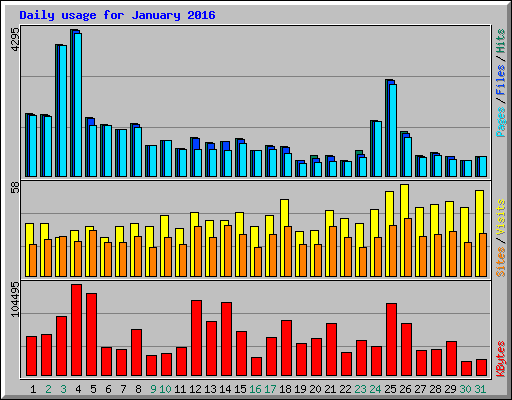 Daily usage for January 2016
4295
Pages / Files / Hits
58
Sites / Visits
104495
KBytes
1 2 3 4 5 6 7 8 9 10 11 12 13 14 15 16 17 18 19 20 21 22 23 24 25 26 27 28 29 30 31